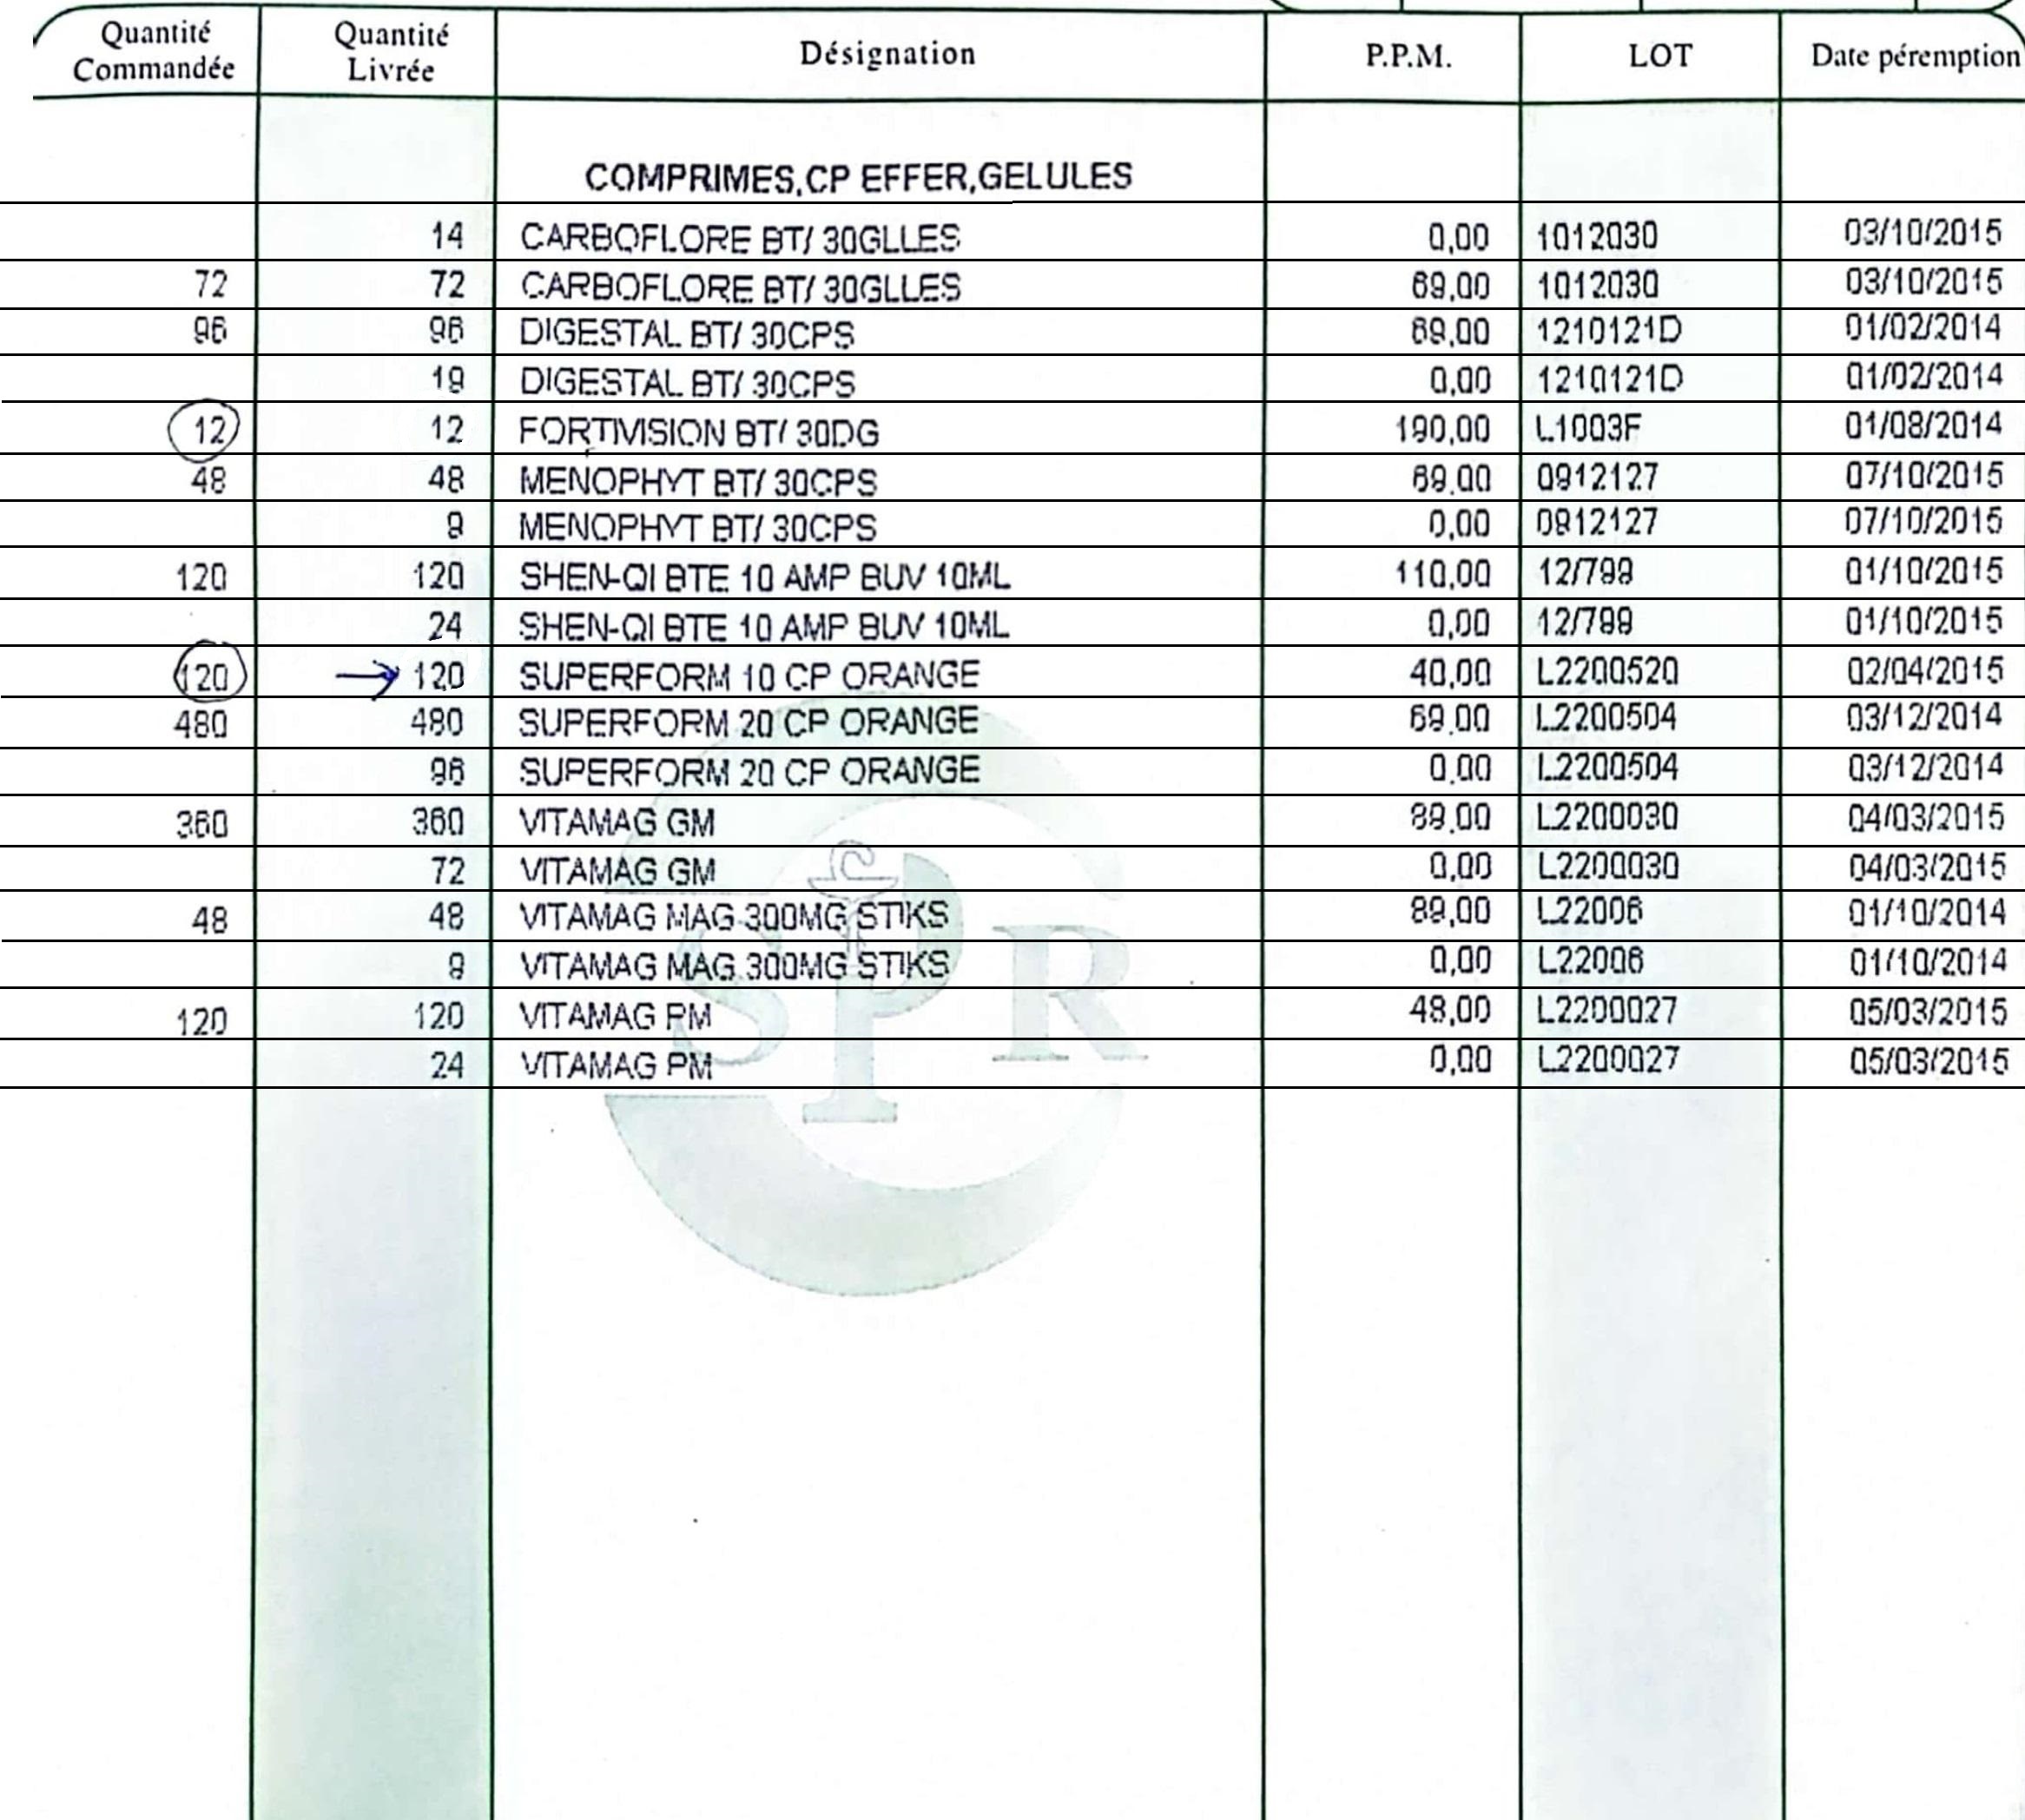 Quantité Commandée Quantité Livrée Désignation P.P.M. LOT Date péremption
COMPRIMES,CP EFFER,GELULES
14 CARBOFLORE BT/ 30GLLES 0,00 1012030 03/10/2015
72 72 CARBOFLORE BT/ 30GLLES 69,00 1012030 03/10/2015
96 96 DIGESTAL BT/ 30CPS 69,00 1210121D 01/02/2014
19 DIGESTAL BT/ 30CPS 0,00 1210121D 01/02/2014
12 12 FORTIVISION BT/ 30DG 190,00 L1003F 01/08/2014
48 48 MENOPHYT BT/ 30CPS 69,00 0912127 07/10/2015
9 MENOPHYT BT/ 30CPS 0,00 0912127 07/10/2015
120 120 SHEN-QI BTE 10 AMP BUV 10ML 110,00 12/799 01/10/2015
24 SHEN-QI BTE 10 AMP BUV 10ML 0,00 12/799 01/10/2015
120 → 120 SUPERFORM 10 CP ORANGE 40,00 L2200520 02/04/2015
480 480 SUPERFORM 20 CP ORANGE 69,00 L2200504 03/12/2014
96 SUPERFORM 20 CP ORANGE 0,00 L2200504 03/12/2014
360 360 VITAMAG GM 89,00 L2200030 04/03/2015
72 VITAMAG GM 0,00 L2200030 04/03/2015
48 48 VITAMAG MAG 300MG STIKS 89,00 L22006 01/10/2014
9 VITAMAG MAG 300MG STIKS 0,00 L22006 01/10/2014
120 120 VITAMAG PM 48,00 L2200027 05/03/2015
24 VITAMAG PM 0,00 L2200027 05/03/2015
SPR